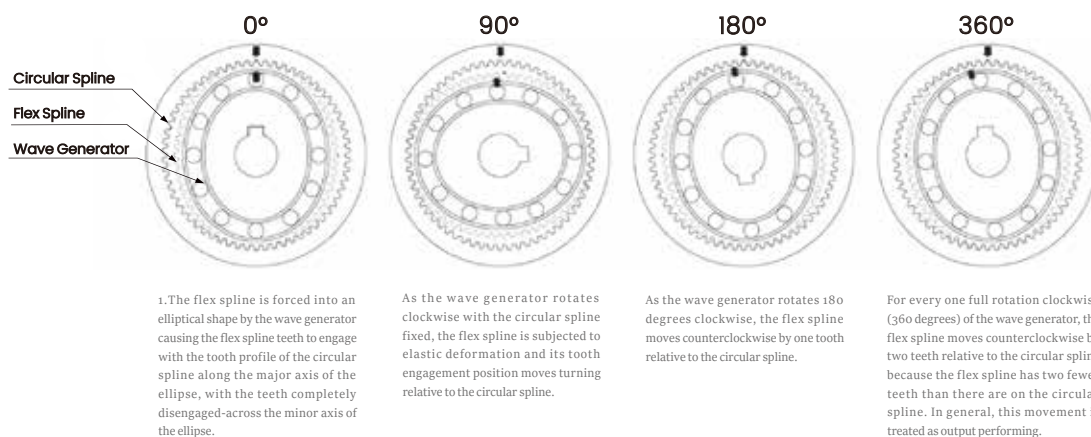 0°
90°
180°
360°
Circular Spline
Flex Spline
Wave Generator
1.The flex spline is forced into an
elliptical shape by the wave generator
causing the flex spline teeth to engage
with the tooth profile of the circular
spline along the major axis of the
ellipse, with the teeth completely
disengaged-across the minor axis of
the ellipse.
As the wave generator rotates
clockwise with the circular spline
fixed, the flex spline is subjected to
elastic deformation and its tooth
engagement position moves turning
relative to the circular spline.
As the wave generator rotates 180
degrees clockwise, the flex spline
moves counterclockwise by one tooth
relative to the circular spline.
For every one full rotation clockwis
(360 degrees) of the wave generator, th
flex spline moves counterclockwise b
two teeth relative to the circular splin
because the flex spline has two fewe
teeth than there are on the circula
spline. In general, this movement i
treated as output performing.